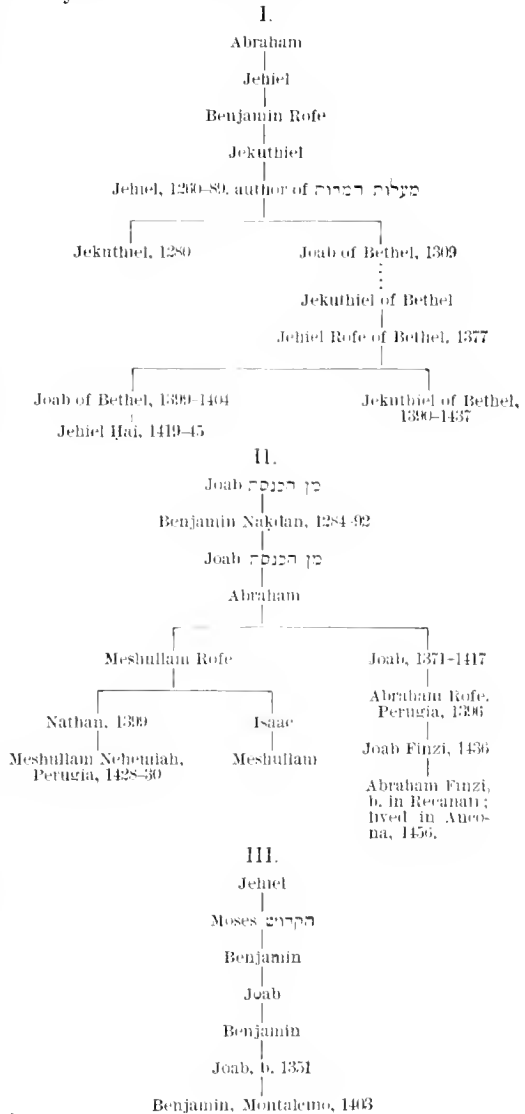 I.
Abraham
Jehiel
Benjamin Rofe
Jekuthiel
Jehiel, 1260–89, author of מעלות המדות
Jekuthiel, 1280 Joab of Bethel, 1309
Jekuthiel of Bethel
Jehiel Rofe of Bethel, 1377
Joab of Bethel, 1399–1404 Jekuthiel of Bethel,
Jehiel Ḥai, 1419–45 1390–1437
II.
Joab מן הכנסת
Benjamin Naḳdan, 1284–92
Joab מן הכנסת
Abraham
Meshullam Rofe Joab, 1371–1417
Abraham Rofe,
Perugia, 1396
Nathan, 1399 Isaac
Joab Finzi, 1436
Meshullam Nehemiah, Meshullam
Perugia, 1428–30
Abraham Finzi,
b. in Recanati;
lived in Anco-
na, 1456.
III.
Jehiel
Moses הקדוש
Benjamin
Joab
Benjamin
Joab, b. 1351
Benjamin, Montalcino, 1403